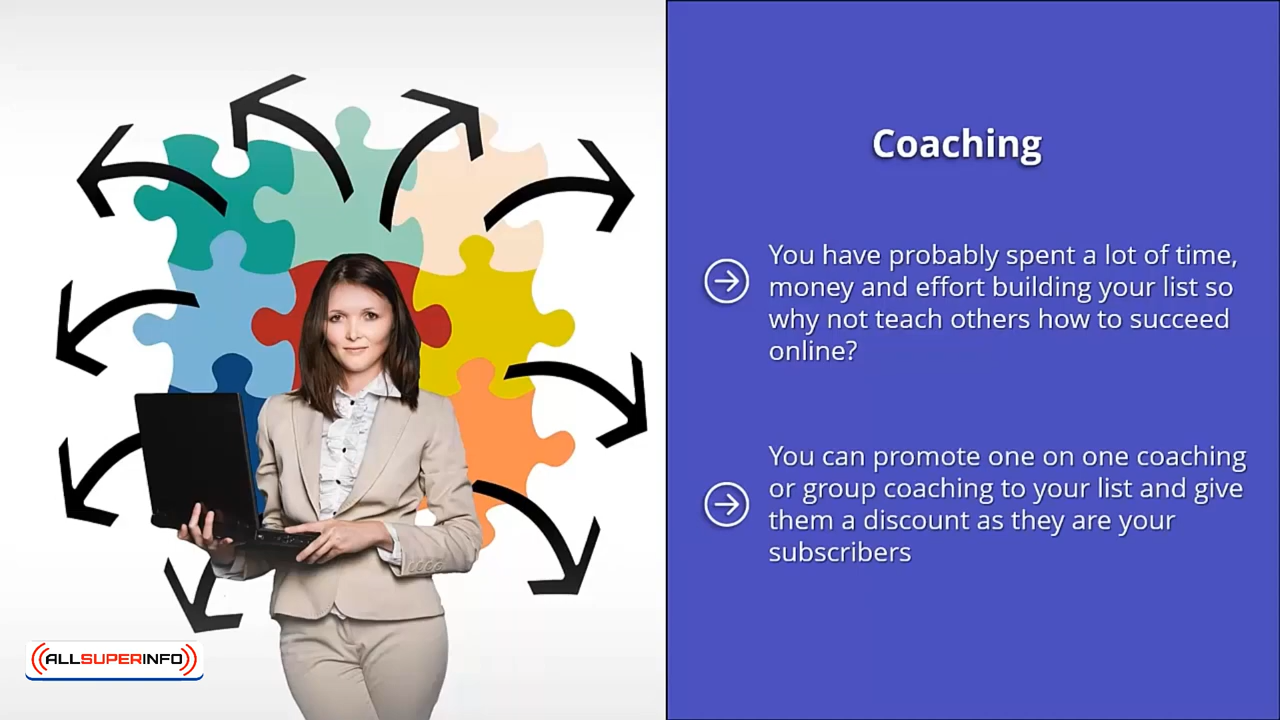 Coaching
You have probably spent a lot of time,
money and effort building your list so
why not teach others how to succeed
online?
You can promote one on one coaching
or group coaching to your list and give
them a discount as they are your
subscribers
ALLSUPERINFO